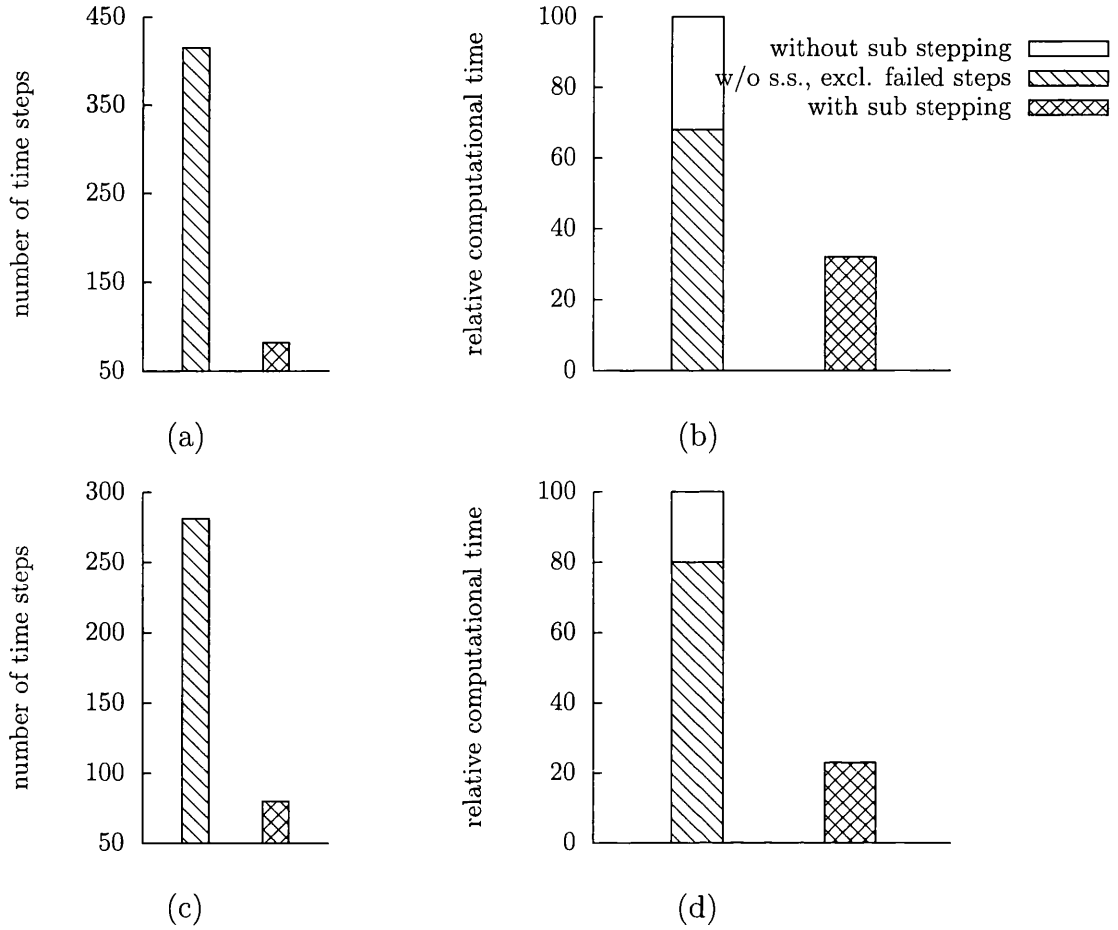 number of time steps
450
350
250
150
50
(a)
relative computational time
100
80
60
40
20
0
without sub stepping
w/o s.s., excl. failed steps
with sub stepping
(b)
number of time steps
300
250
200
150
100
50
(c)
relative computational time
100
80
60
40
20
0
(d)